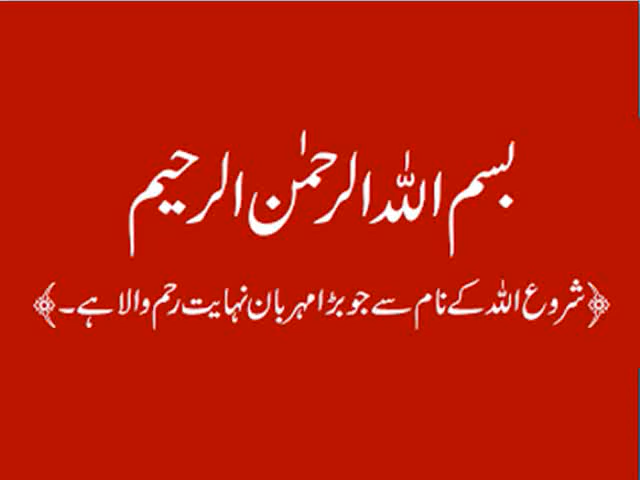 بسم اللہ الرحمٰن الرحیم
﴿شروع اللہ کے نام سے جو بڑا مہربان نہایت رحم والا ہے۔﴾